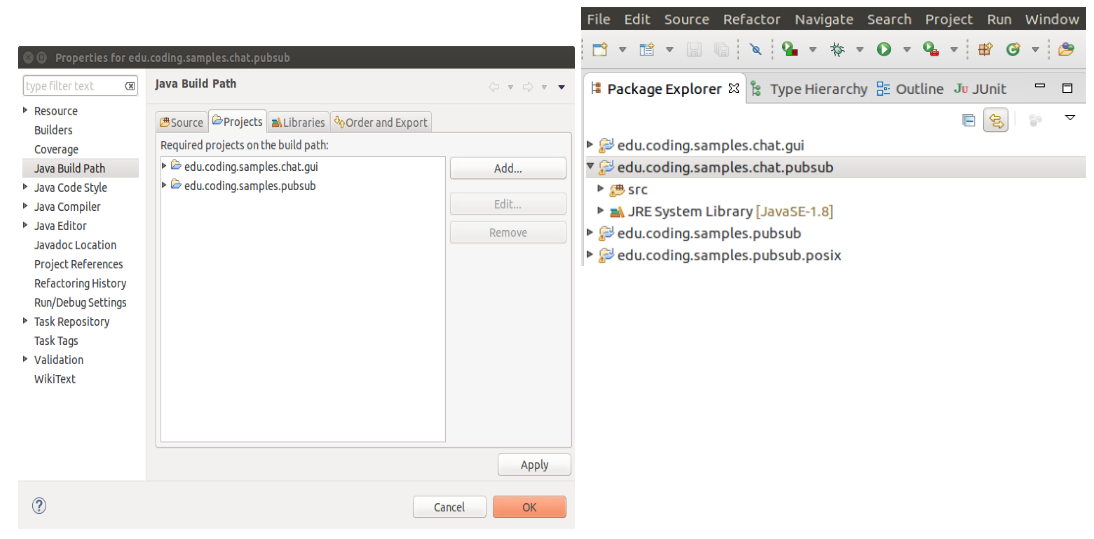 Properties for edu.coding.samples.chat.pubsub
type filter text
Resource
Builders
Coverage
Java Build Path
Java Code Style
Java Compiler
Java Editor
Javadoc Location
Project References
Refactoring History
Run/Debug Settings
Task Repository
Task Tags
Validation
WikiText
Java Build Path
Source Projects Libraries Order and Export
Required projects on the build path:
edu.coding.samples.chat.gui
edu.coding.samples.pubsub
Add...
Edit...
Remove
Apply
Cancel OK
File Edit Source Refactor Navigate Search Project Run Window
Package Explorer Type Hierarchy Outline JUnit
edu.coding.samples.chat.gui
edu.coding.samples.chat.pubsub
src
JRE System Library [JavaSE-1.8]
edu.coding.samples.pubsub
edu.coding.samples.pubsub.posix